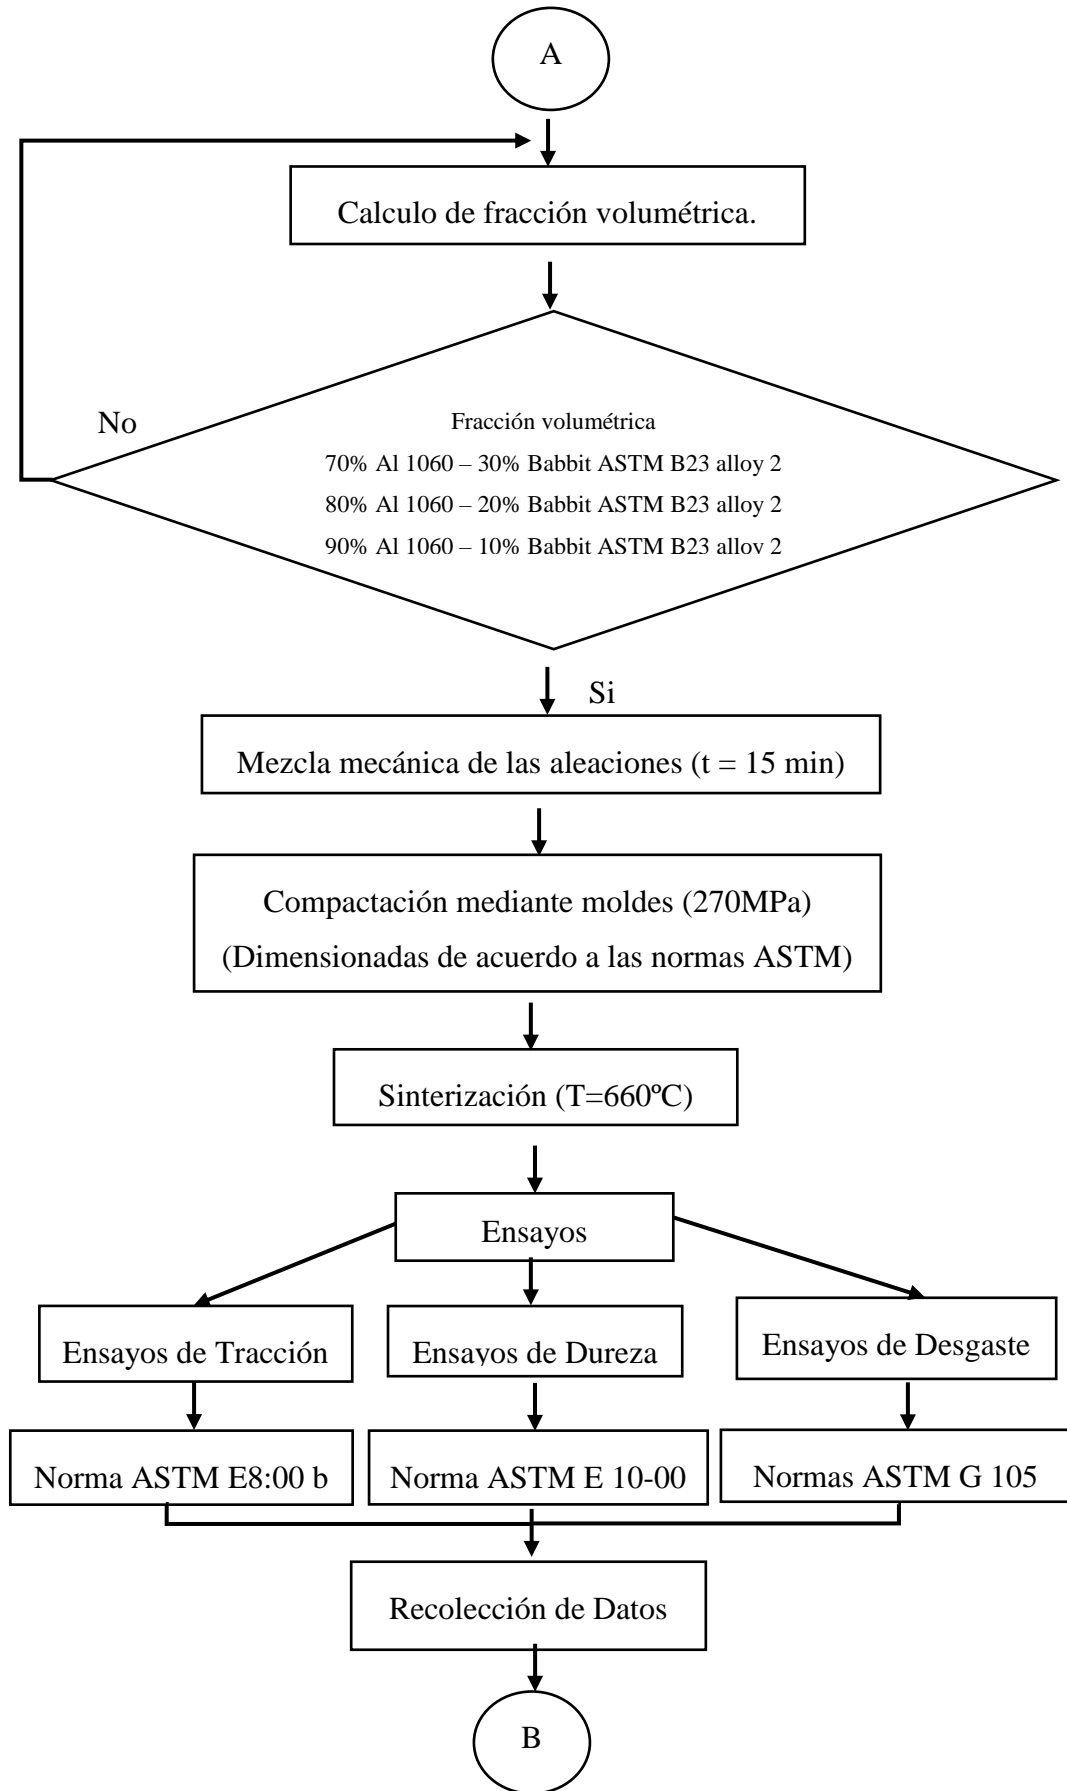 A
Calculo de fracción volumétrica.
No
Fracción volumétrica
70% Al 1060 – 30% Babbit ASTM B23 alloy 2
80% Al 1060 – 20% Babbit ASTM B23 alloy 2
90% Al 1060 – 10% Babbit ASTM B23 alloy 2
Si
Mezcla mecánica de las aleaciones (t = 15 min)
Compactación mediante moldes (270MPa)
(Dimensionadas de acuerdo a las normas ASTM)
Sinterización (T=660ºC)
Ensayos
Ensayos de Tracción
Ensayos de Dureza
Ensayos de Desgaste
Norma ASTM E8:00 b
Norma ASTM E 10-00
Normas ASTM G 105
Recolección de Datos
B